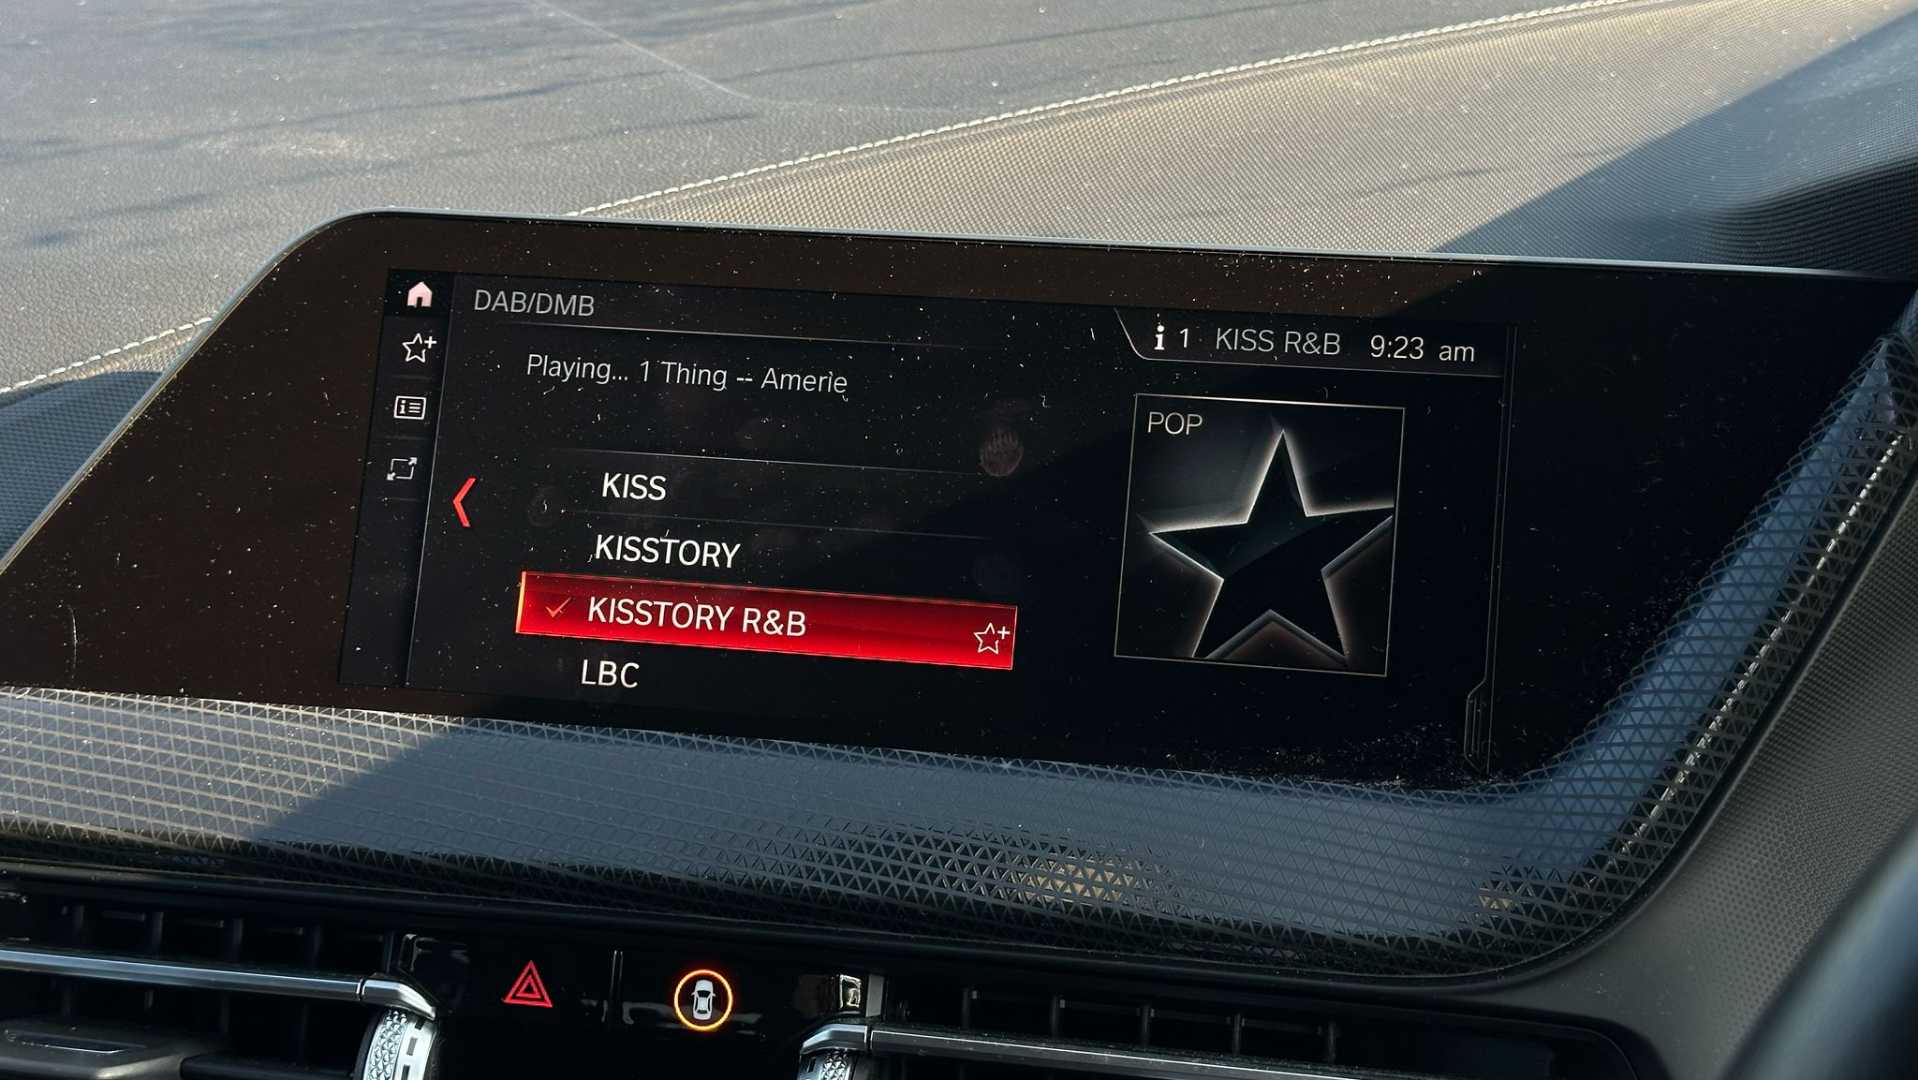 DAB/DMB
1 KISS R&B 9:23 am
Playing... 1 Thing -- Amerie
POP
KISS
KISSTORY
KISSTORY R&B
LBC